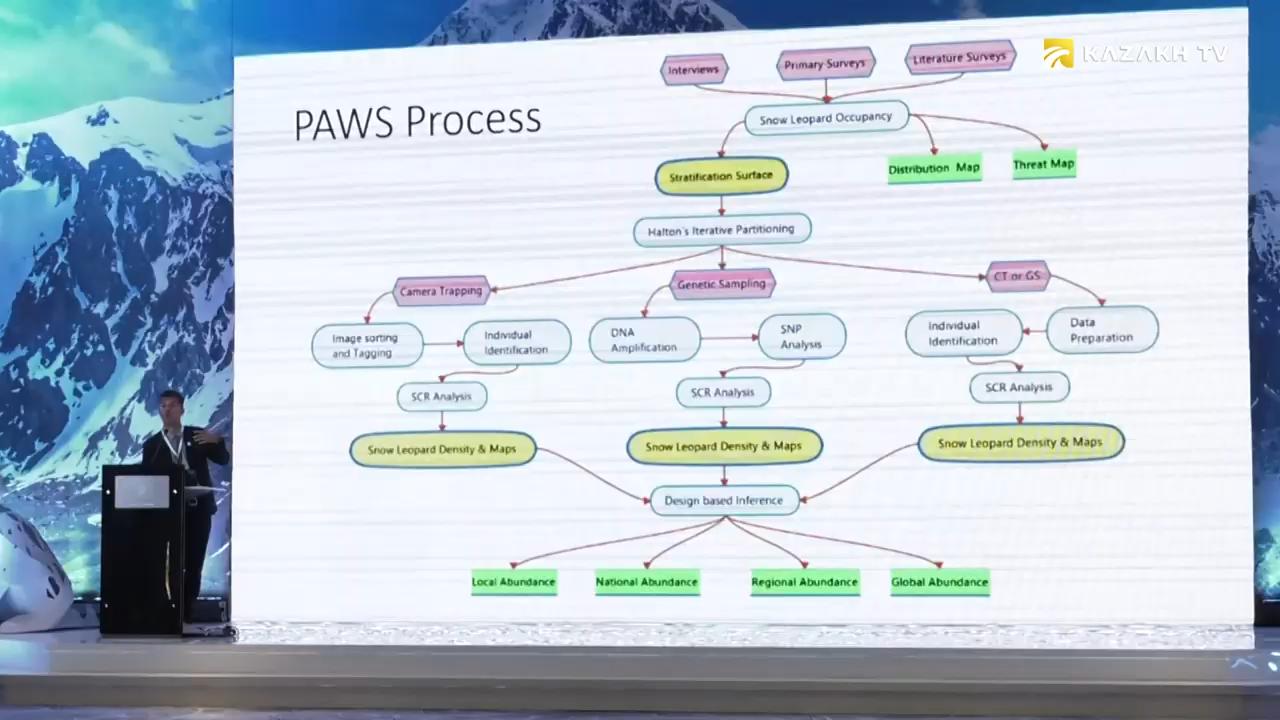 KAZAKH TV
PAWS Process
Interviews
Primary Surveys
Literature Surveys
Snow Leopard Occupancy
Stratification Surface
Distribution Map
Threat Map
Halton's Iterative Partitioning
Camera Trapping
Genetic Sampling
CT or GS
Image sorting
and Tagging
Individual
Identification
DNA
Amplification
SNP
Analysis
Individual
Identification
Data
Preparation
SCR Analysis
SCR Analysis
SCR Analysis
Snow Leopard Density & Maps
Snow Leopard Density & Maps
Snow Leopard Density & Maps
Design based Inference
Local Abundance
National Abundance
Regional Abundance
Global Abundance